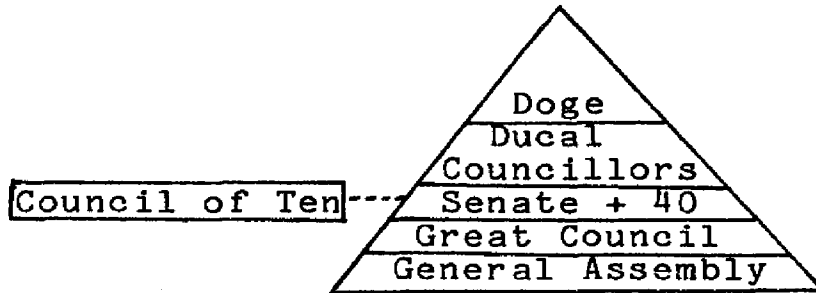 Doge
Ducal
Councillors
Council of Ten
Senate + 40
Great Council
General Assembly